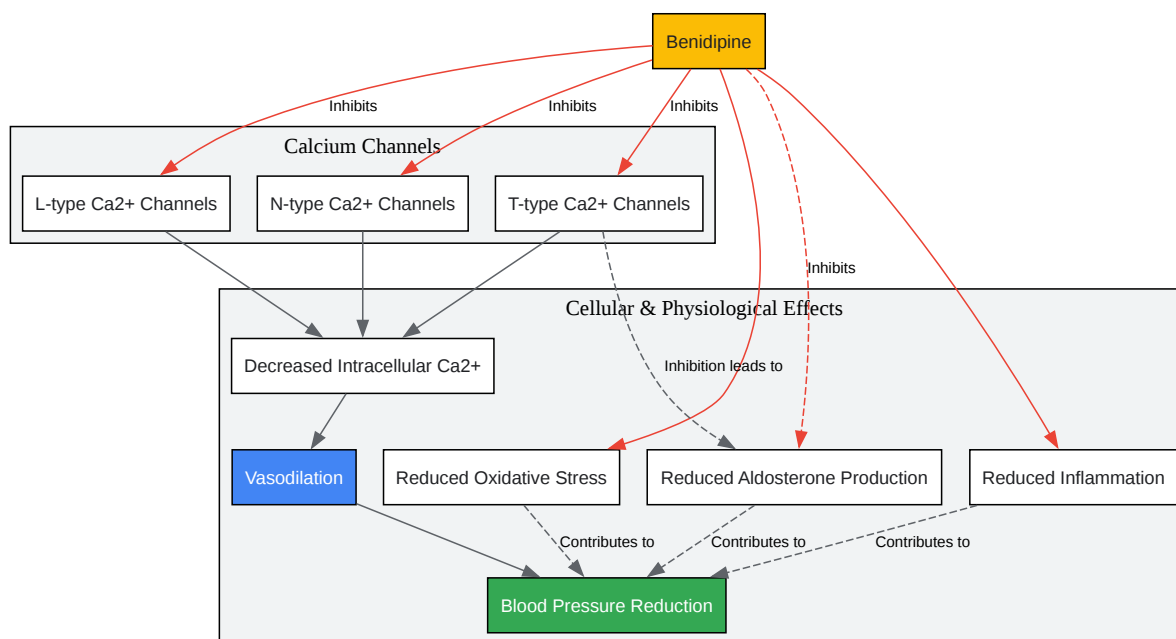 Benidipine
Inhibits
Inhibits
Inhibits
Calcium Channels
L-type Ca2+ Channels
N-type Ca2+ Channels
T-type Ca2+ Channels
Inhibits
Cellular & Physiological Effects
Decreased Intracellular Ca2+
Inhibition leads to
Vasodilation
Reduced Oxidative Stress
Reduced Aldosterone Production
Reduced Inflammation
Contributes to
Contributes to
Contributes to
Blood Pressure Reduction